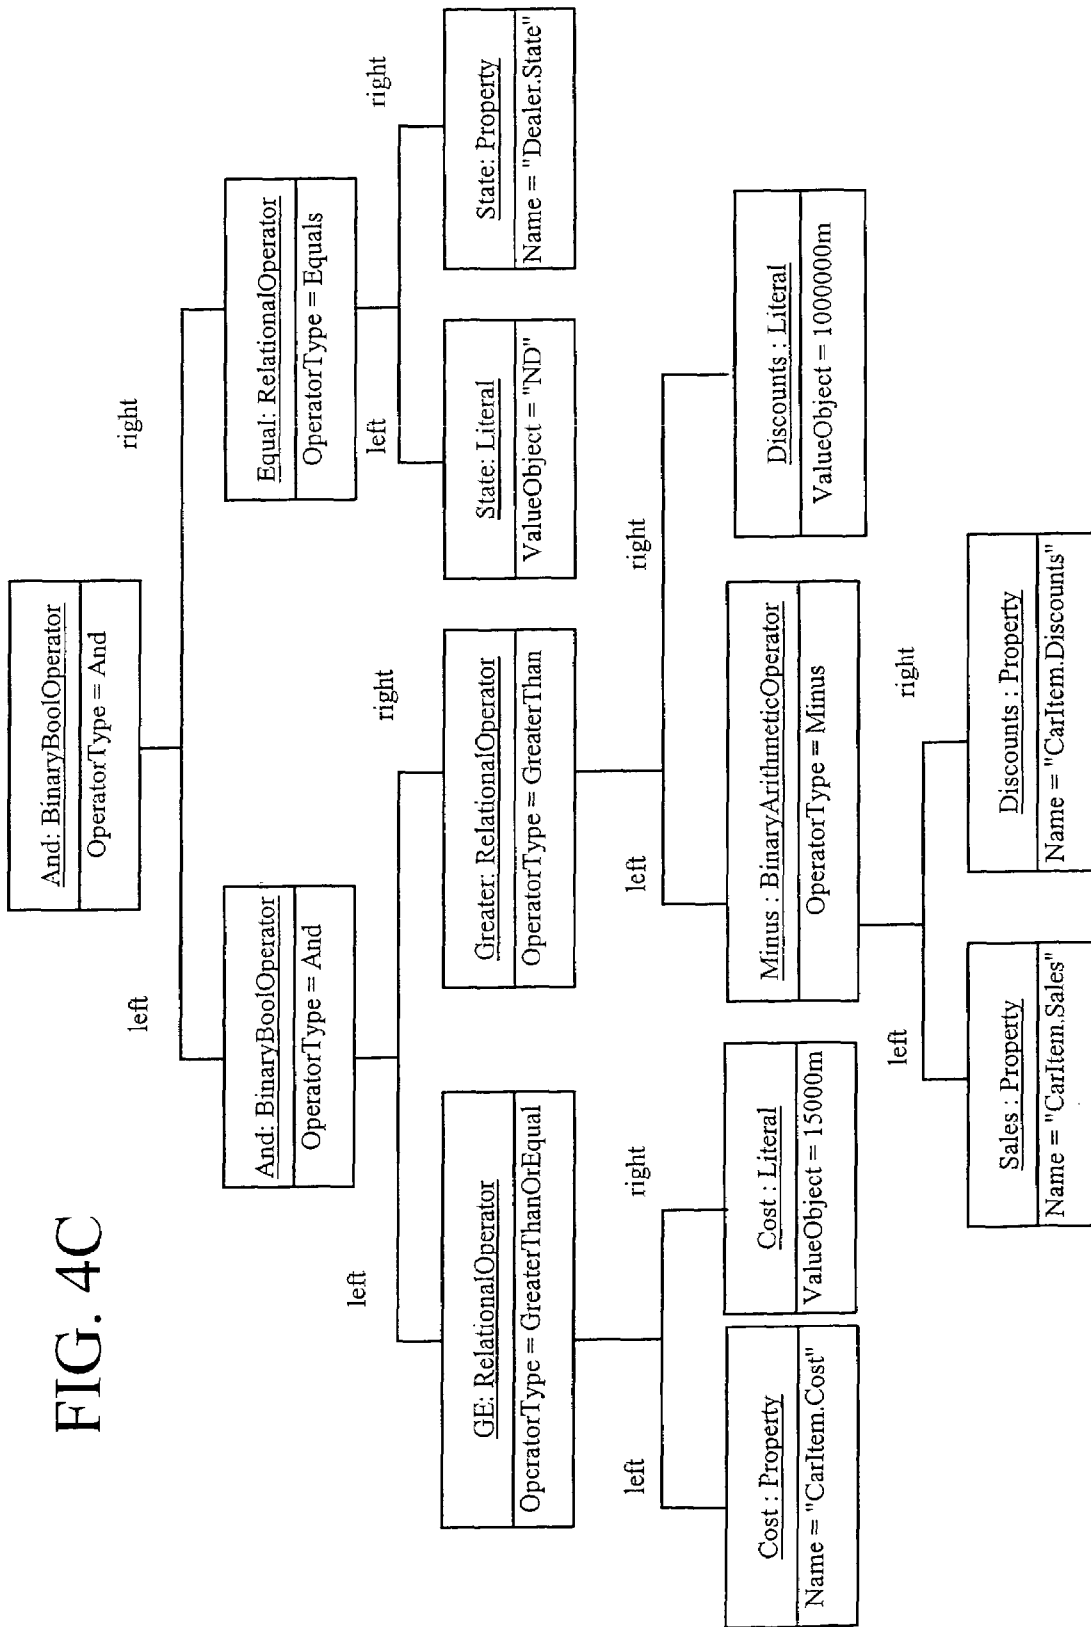 FIG. 4C
And: BinaryBoolOperator
OperatorType = And
left
right
And: BinaryBoolOperator
OperatorType = And
Equal: RelationalOperator
OperatorType = Equals
left
right
left
right
GE: RelationalOperator
OperatorType = GreaterThanOrEqual
Greater: RelationalOperator
OperatorType = GreaterThan
State: Literal
ValueObject = "ND"
State: Property
Name = "Dealer.State"
left
right
left
right
Cost : Property
Name = "CarItem.Cost"
Cost : Literal
ValueObject = 15000m
Minus : BinaryArithmeticOperator
OperatorType = Minus
Discounts : Literal
ValueObject = 1000000m
left
right
Sales : Property
Name = "CarItem.Sales"
Discounts : Property
Name = "CarItem.Discounts"